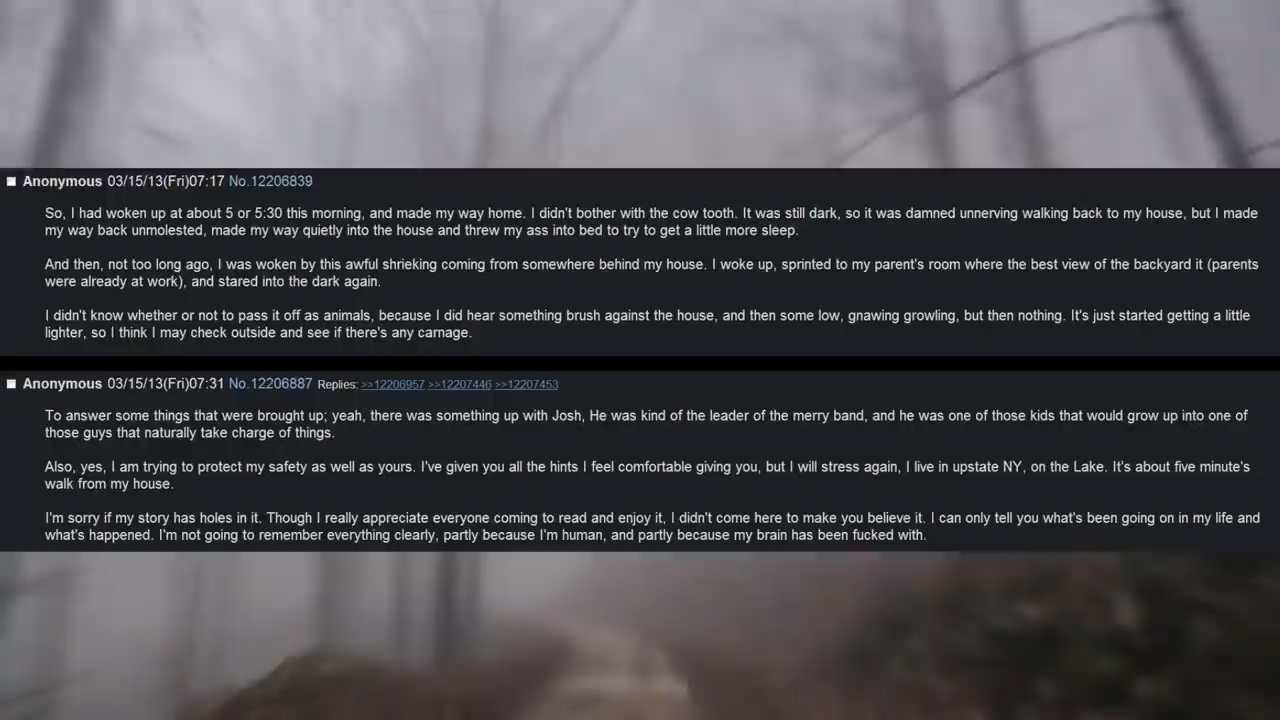 Anonymous 03/15/13(Fri)07:17 No.12206839
So, I had woken up at about 5 or 5:30 this morning, and made my way home. I didn't bother with the cow tooth. It was still dark, so it was damned unnerving walking back to my house, but I made
my way back unmolested, made my way quietly into the house and threw my ass into bed to try to get a little more sleep.
And then, not too long ago, I was woken by this awful shrieking coming from somewhere behind my house. I woke up, sprinted to my parent's room where the best view of the backyard it (parents
were already at work), and stared into the dark again.
I didn't know whether or not to pass it off as animals, because I did hear something brush against the house, and then some low, gnawing growling, but then nothing. It's just started getting a little
lighter, so I think I may check outside and see if there's any carnage.
Anonymous 03/15/13(Fri)07:31 No.12206887 Replies: >>12206957 >>12207446 >>12207453
To answer some things that were brought up; yeah, there was something up with Josh, He was kind of the leader of the merry band, and he was one of those kids that would grow up into one of
those guys that naturally take charge of things.
Also, yes, I am trying to protect my safety as well as yours. I've given you all the hints I feel comfortable giving you, but I will stress again, I live in upstate NY, on the Lake. It's about five minute's
walk from my house.
I'm sorry if my story has holes in it. Though I really appreciate everyone coming to read and enjoy it, I didn't come here to make you believe it. I can only tell you what's been going on in my life and
what's happened. I'm not going to remember everything clearly, partly because I'm human, and partly because my brain has been fucked with.